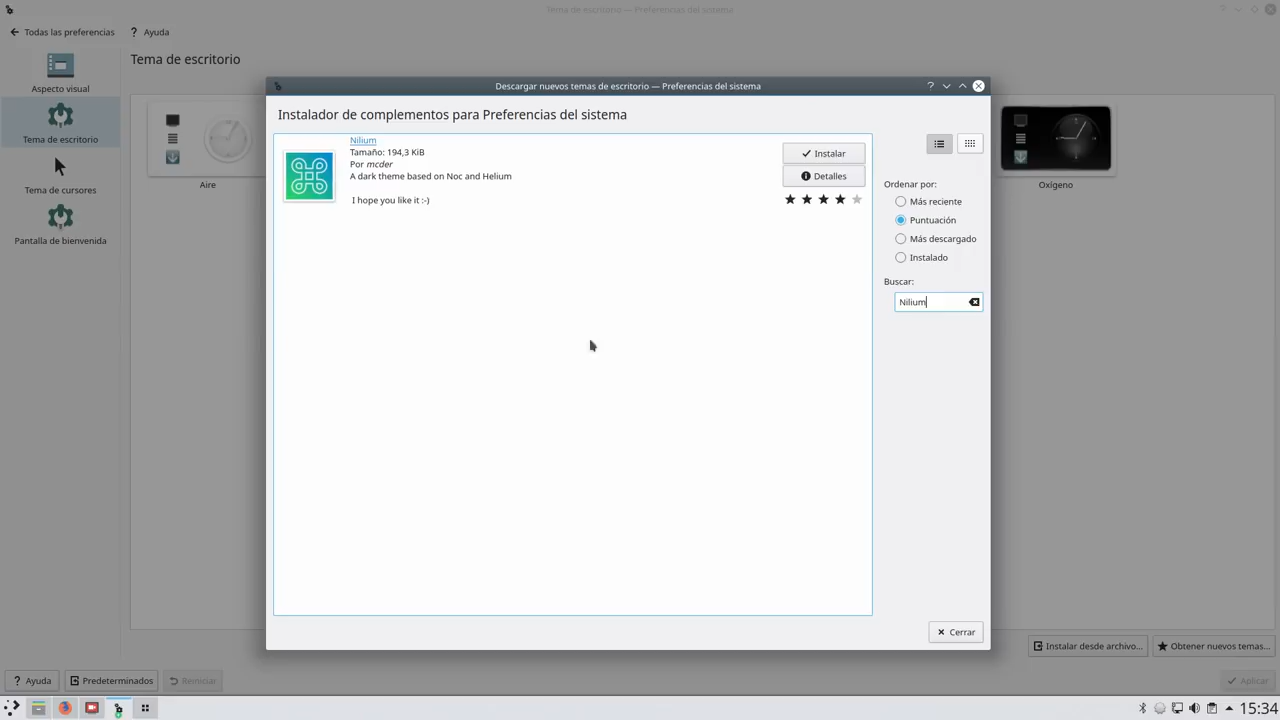 Tema de escritorio — Preferencias del sistema
Todas las preferencias
Ayuda
Aspecto visual
Tema de escritorio
Tema de cursores
Pantalla de bienvenida
Tema de escritorio
Aire
Oxígeno
Descargar nuevos temas de escritorio — Preferencias del sistema
Instalador de complementos para Preferencias del sistema
Nilium
Tamaño: 194,3 KiB
Por mcder
A dark theme based on Noc and Helium
I hope you like it :-)
Instalar
Detalles
Ordenar por:
Más reciente
Puntuación
Más descargado
Instalado
Buscar:
Nilium
Cerrar
Instalar desde archivo...
Obtener nuevos temas...
Ayuda
Predeterminados
Reiniciar
Aplicar
15:34